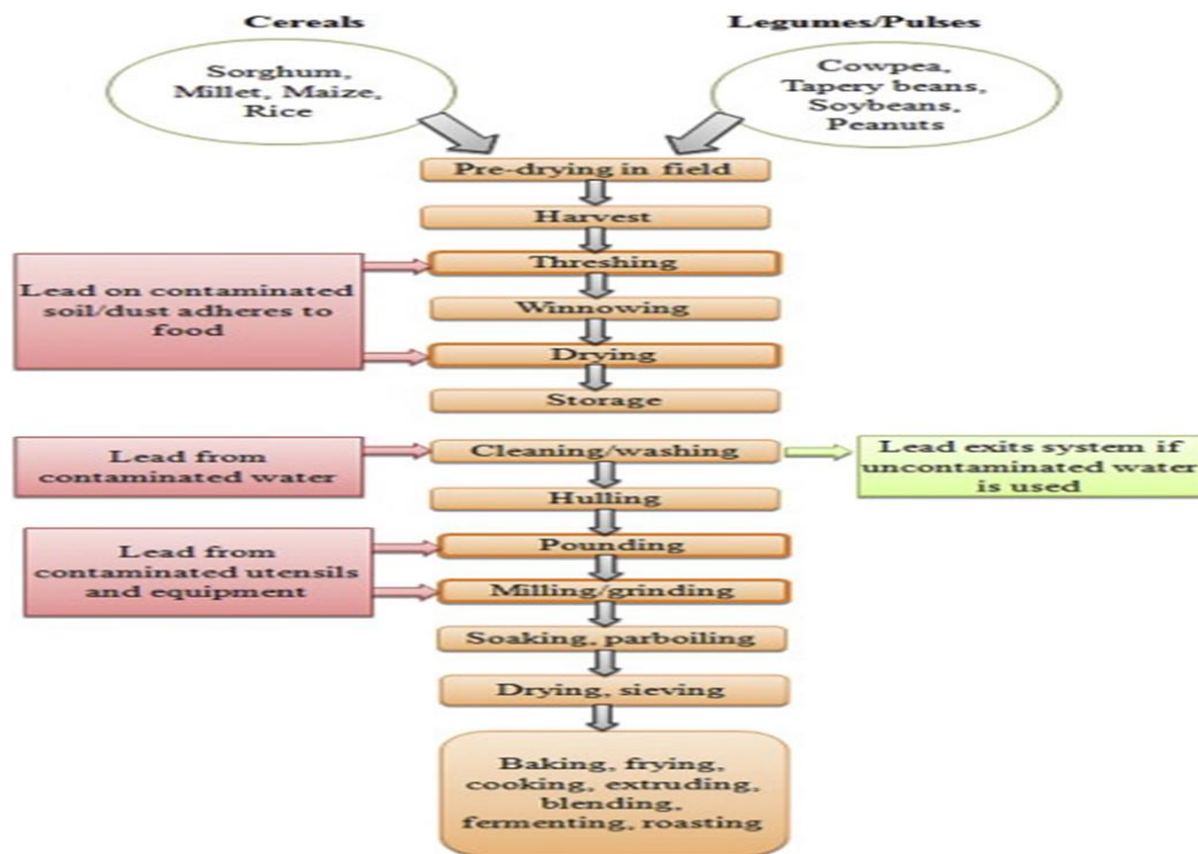 Cereals
Legumes/Pulses
Sorghum,
Millet, Maize,
Rice
Cowpea,
Tapery beans,
Soybeans,
Peanuts
Pre-drying in field
Harvest
Lead on contaminated
soil/dust adheres to
food
Threshing
Winnowing
Drying
Storage
Lead from
contaminated water
Cleaning/washing
Lead exits system if
uncontaminated water
is used
Hulling
Lead from
contaminated utensils
and equipment
Pounding
Milling/grinding
Soaking, parboiling
Drying, sieving
Baking, frying,
cooking, extruding,
blending,
fermenting, roasting